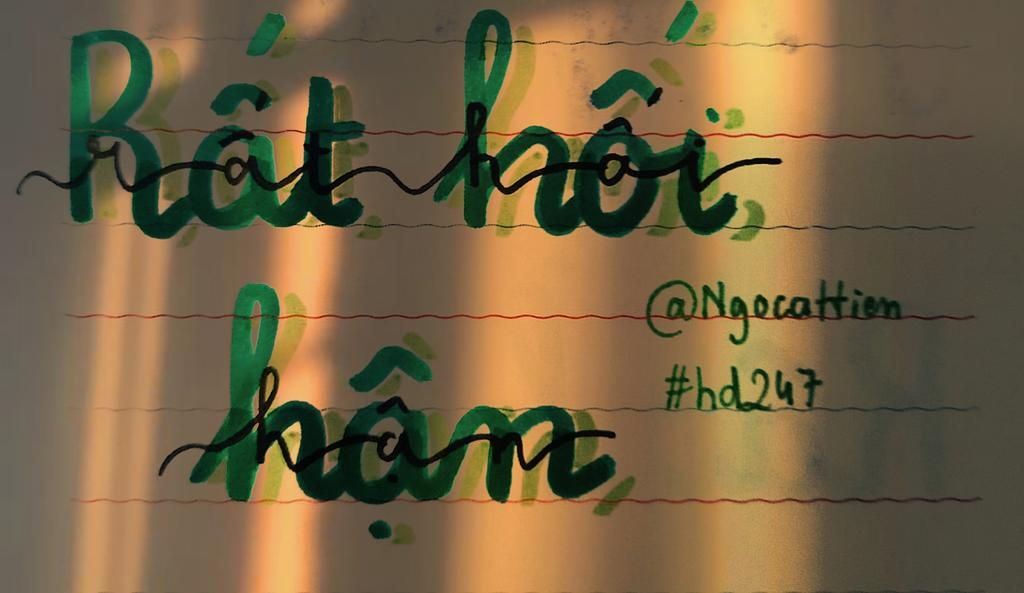 Rất hối
hận
@Ngocattien
#hd247